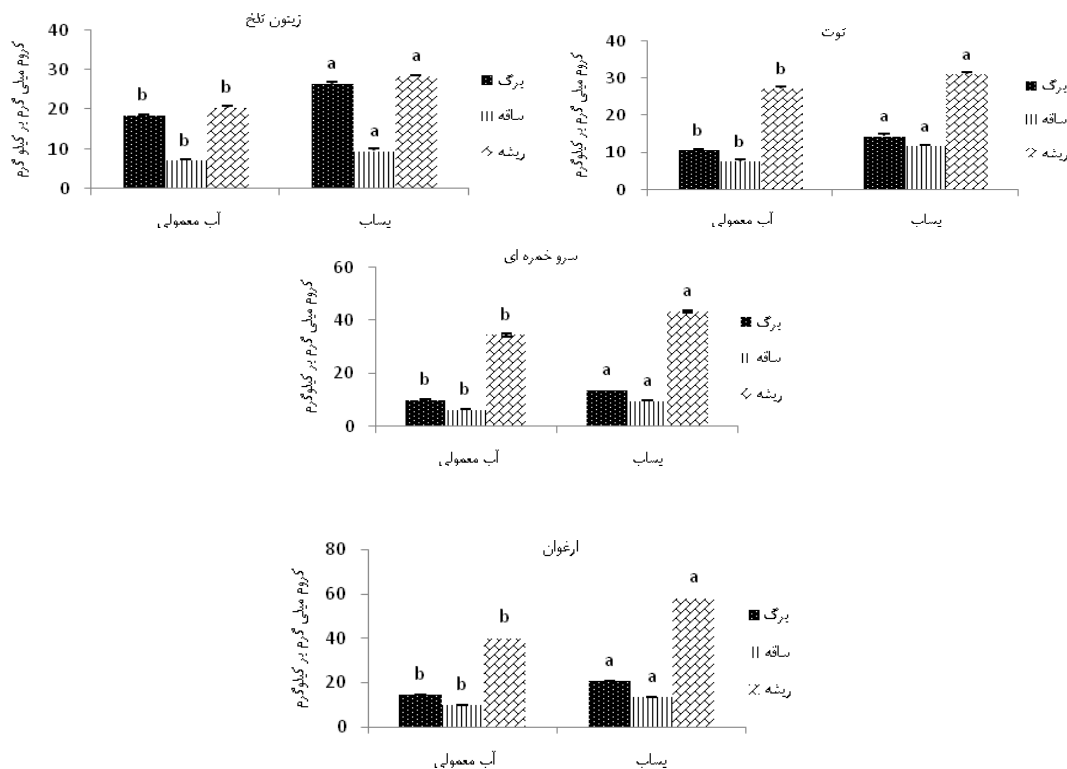 زیتون تلخ
کروم میلی گرم بر کیلو گرم
40
30
20
10
0
b
b
b
a
a
a
برگ
ساقه
ریشه
آب معمولی
پساب
توت
کروم میلی گرم بر کیلوگرم
40
30
20
10
0
b
b
b
a
a
a
برگ
ساقه
ریشه
آب معمولی
پساب
سرو خمره ای
کروم میلی گرم بر کیلوگرم
60
40
20
0
b
b
b
a
a
a
برگ
ساقه
ریشه
آب معمولی
پساب
ارغوان
کروم میلی گرم بر کیلوگرم
80
60
40
20
0
b
b
b
a
a
a
برگ
ساقه
ریشه
آب معمولی
پساب